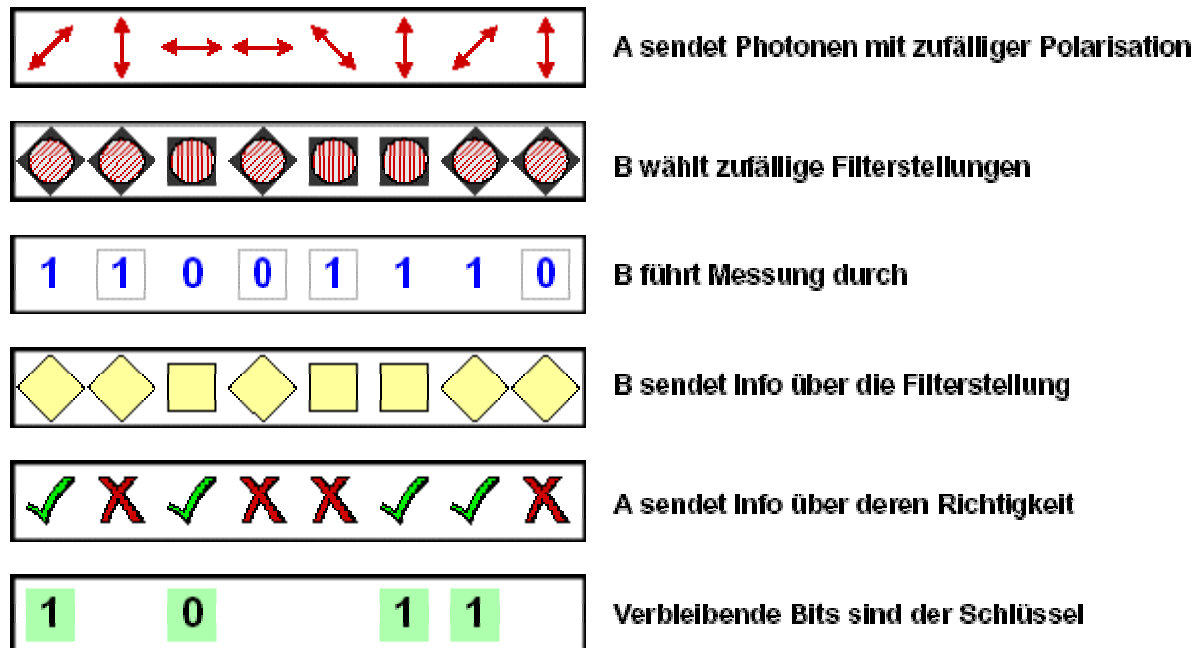 A sendet Photonen mit zufälliger Polarisation
B wählt zufällige Filterstellungen
1 1 0 0 1 1 1 0 B führt Messung durch
B sendet Info über die Filterstellung
A sendet Info über deren Richtigkeit
1 0 1 1 Verbleibende Bits sind der Schlüssel